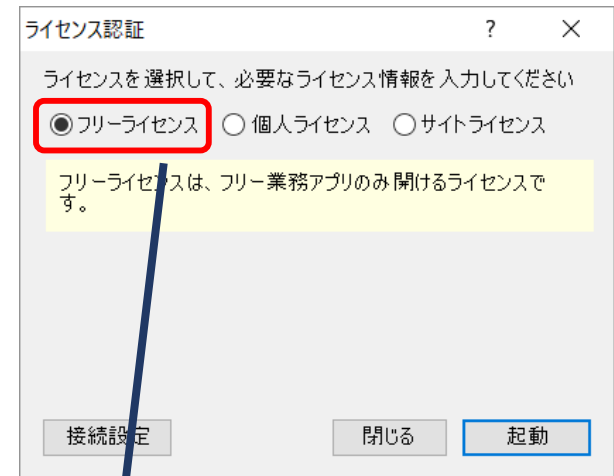 ライセンス認証 ?
ライセンスを選択して、必要なライセンス情報を入力してください
フリーライセンス 個人ライセンス サイトライセンス
フリーライセンスは、フリー業務アプリのみ開けるライセンスで
す。
接続設定 閉じる 起動